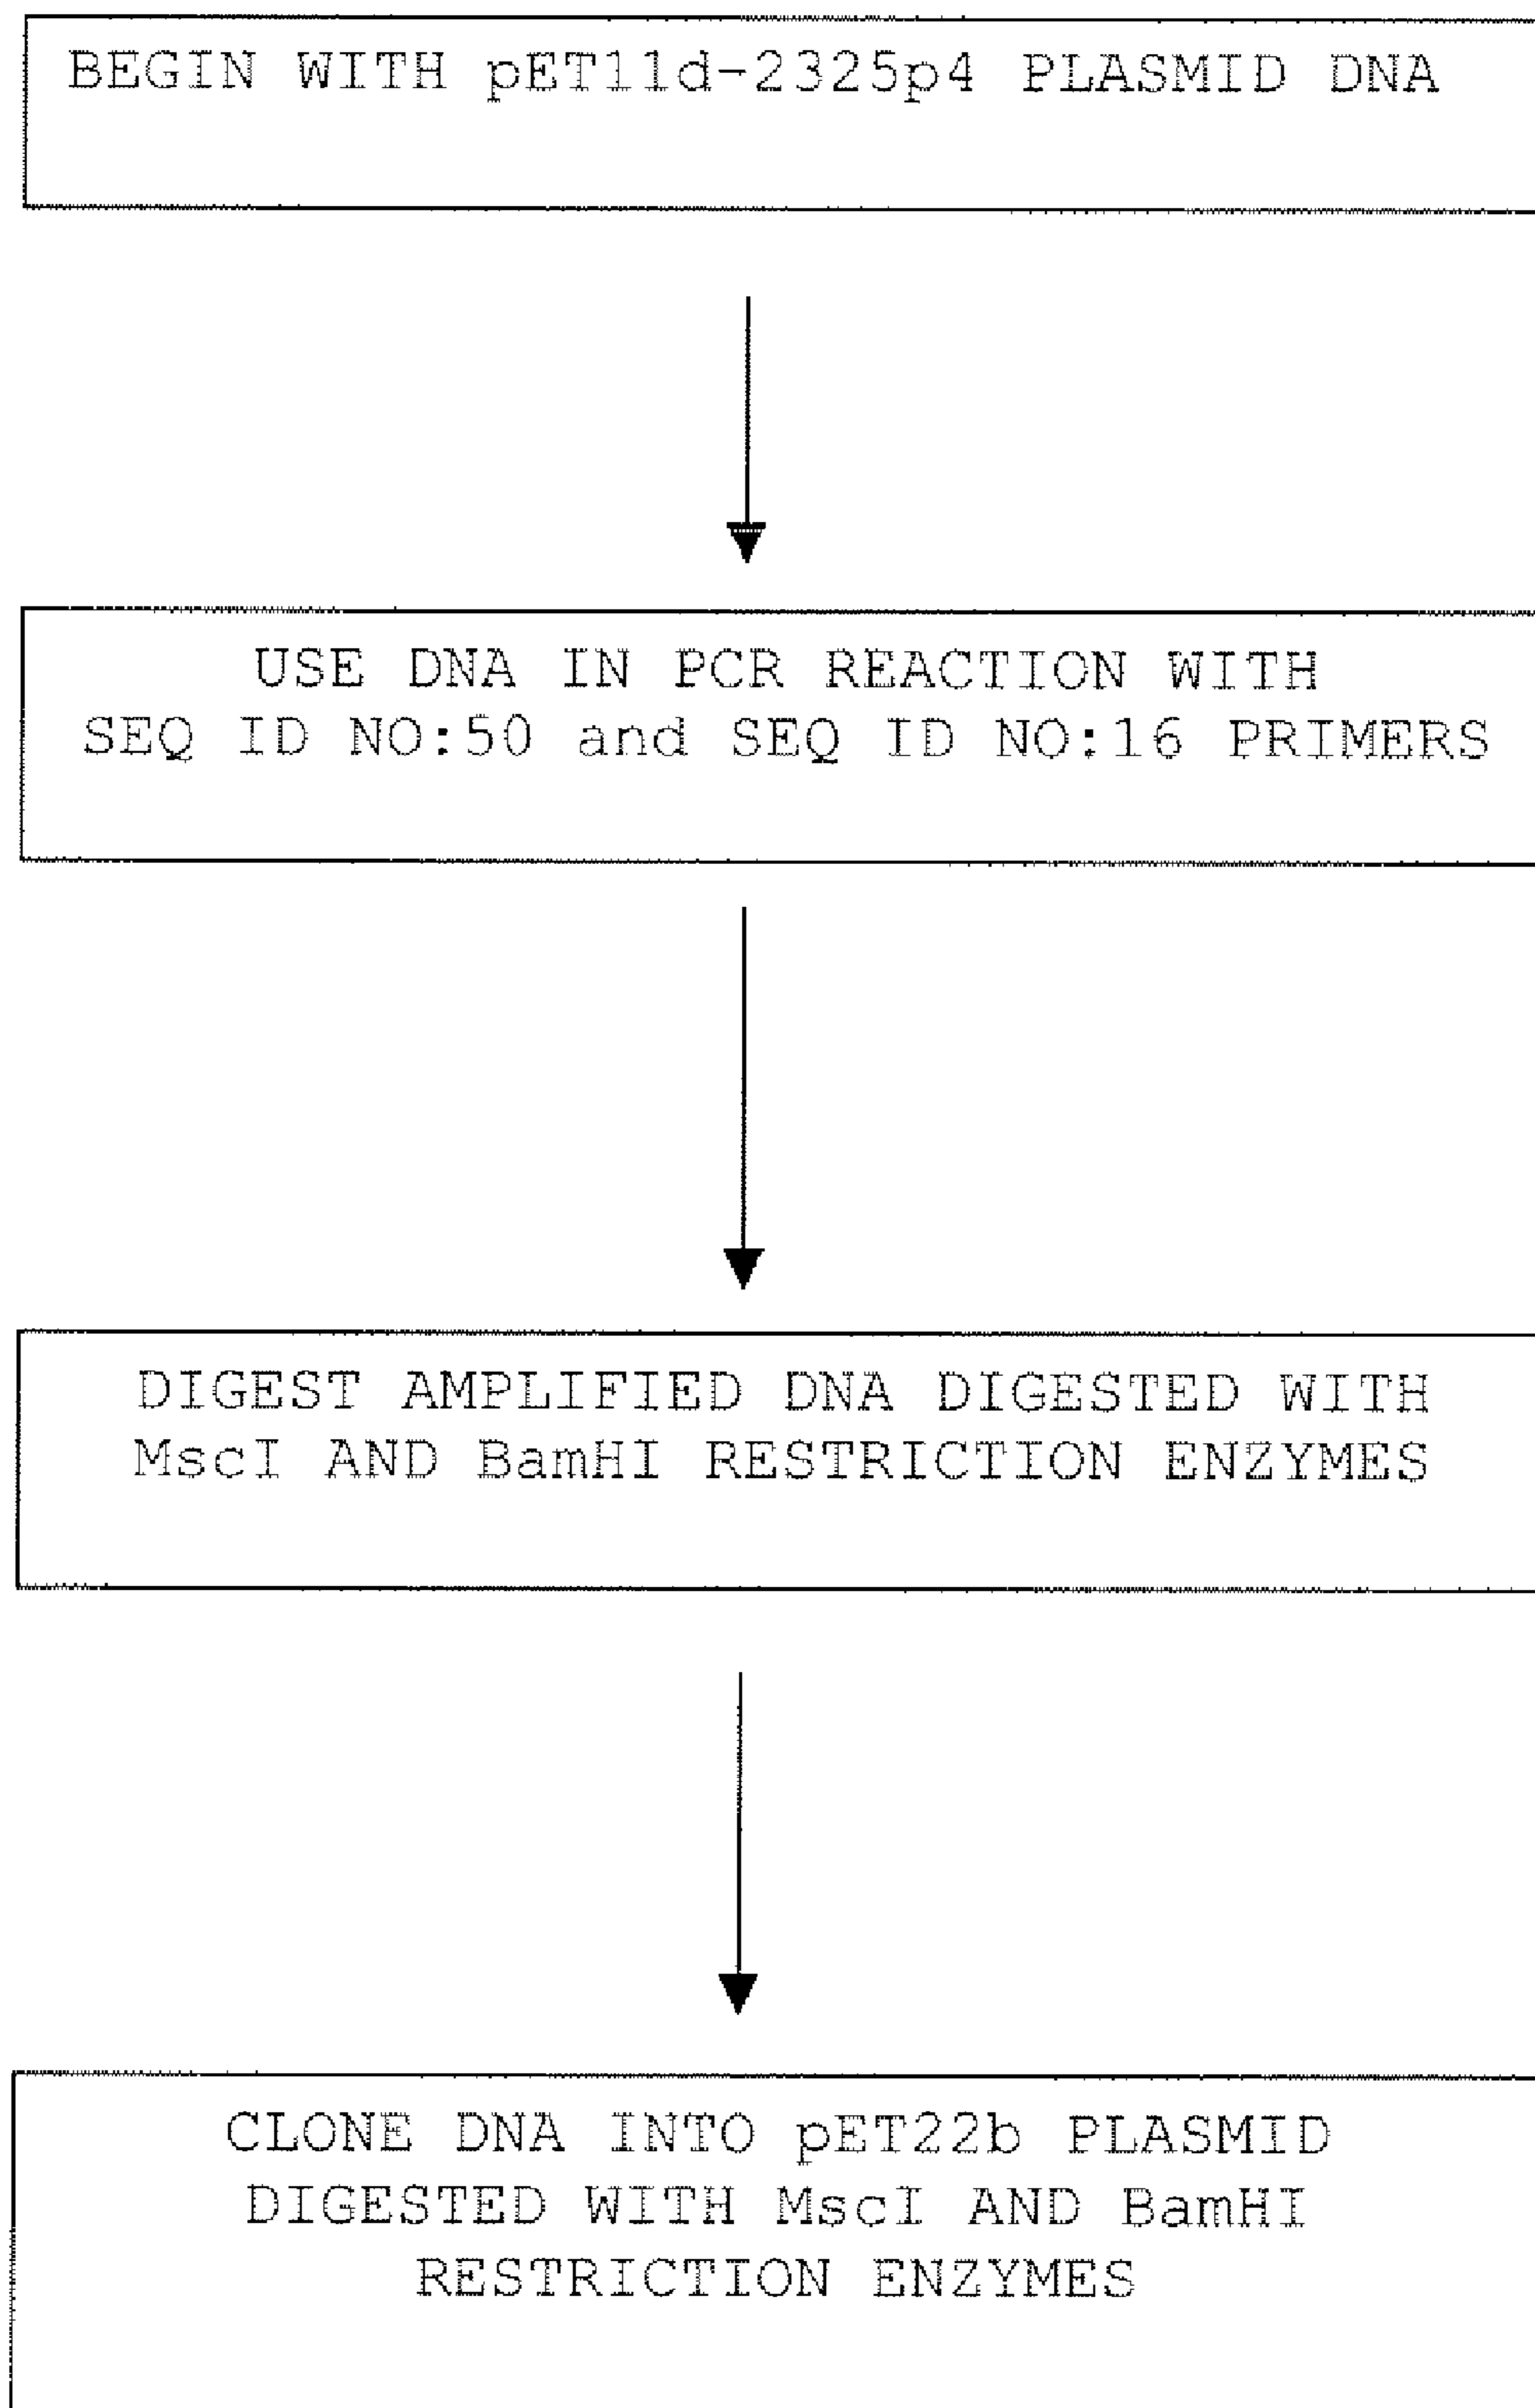 BEGIN WITH pET11d-2325p4 PLASMID DNA
USE DNA IN PCR REACTION WITH
SEQ ID NO:50 and SEQ ID NO:16 PRIMERS
DIGEST AMPLIFIED DNA DIGESTED WITH
MscI AND BamHI RESTRICTION ENZYMES
CLONE DNA INTO pET22b PLASMID
DIGESTED WITH MscI AND BamHI
RESTRICTION ENZYMES